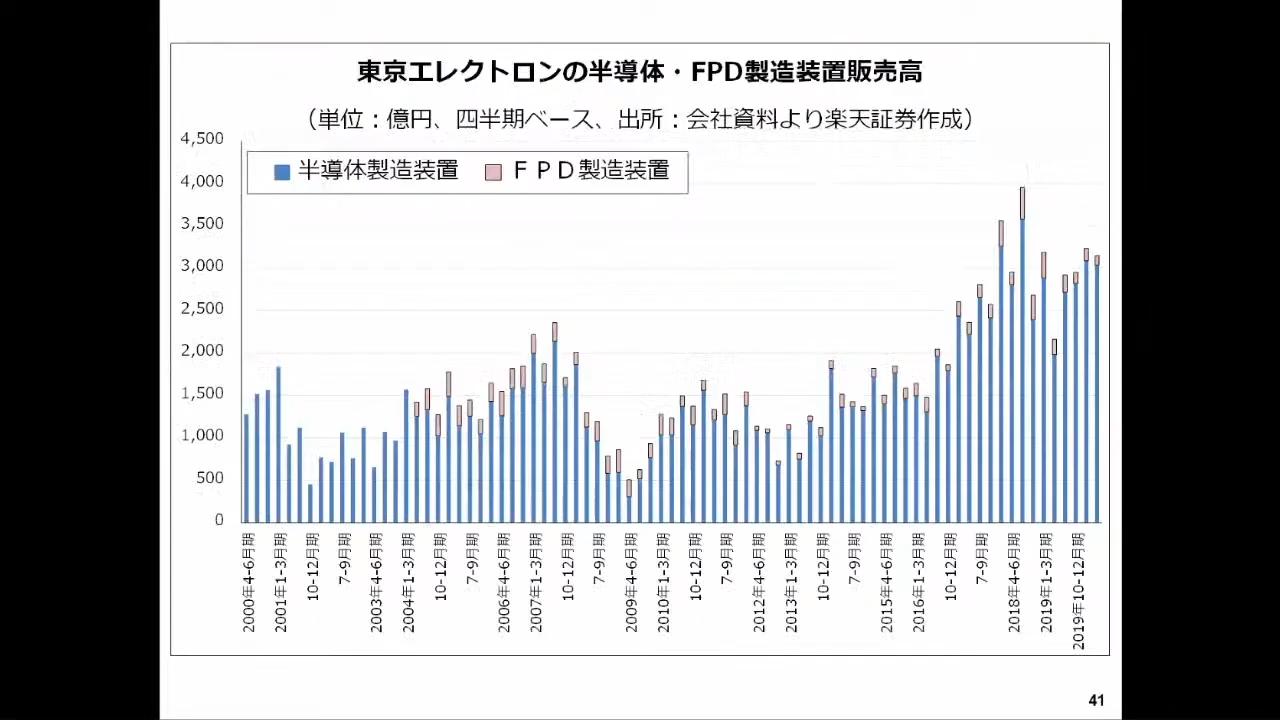 東京エレクトロンの半導体・FPD製造装置販売高
（単位：億円、四半期ベース、出所：会社資料より楽天証券作成）
4,500
半導体製造装置 ＦＰＤ製造装置
4,000
3,500
3,000
2,500
2,000
1,500
1,000
500
0
2000年4-6月期
2001年1-3月期
10-12月期
7-9月期
2003年4-6月期
2004年1-3月期
10-12月期
7-9月期
2006年4-6月期
2007年1-3月期
10-12月期
7-9月期
2009年4-6月期
2010年1-3月期
10-12月期
7-9月期
2012年4-6月期
2013年1-3月期
10-12月期
7-9月期
2015年4-6月期
2016年1-3月期
10-12月期
7-9月期
2018年4-6月期
2019年1-3月期
2019年10-12月期
41